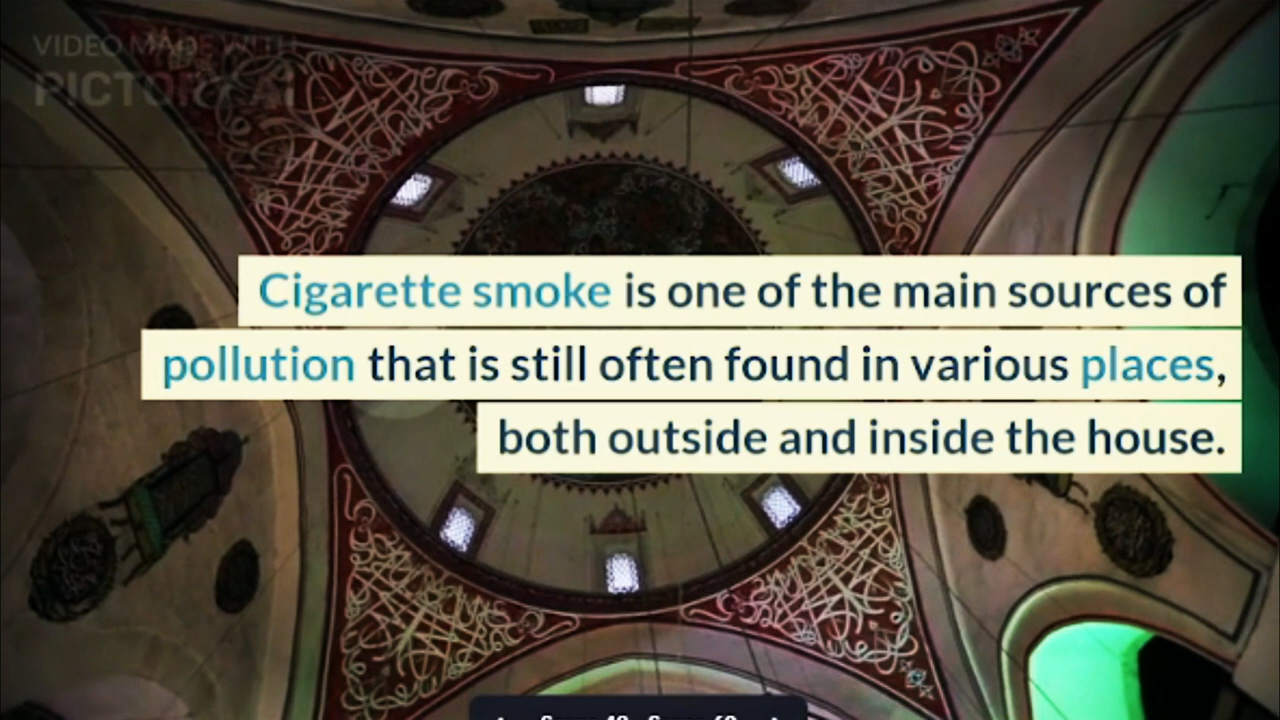 VIDEO MADE WITH
PICTORY.AI
Cigarette smoke is one of the main sources of
pollution that is still often found in various places,
both outside and inside the house.